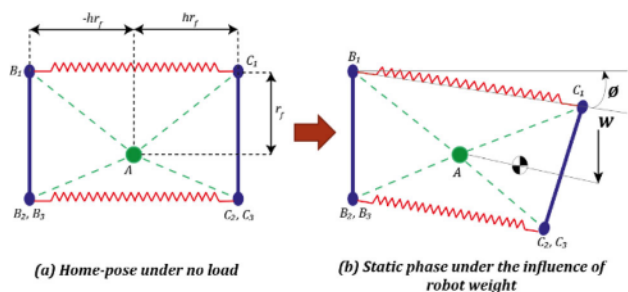 -hr_f
hr_f
B_1
C_1
r_f
A
B_2, B_3
C_2, C_3
B_1
C_1
ø
W
A
B_2, B_3
C_2, C_3
(a) Home-pose under no load
(b) Static phase under the influence of
robot weight